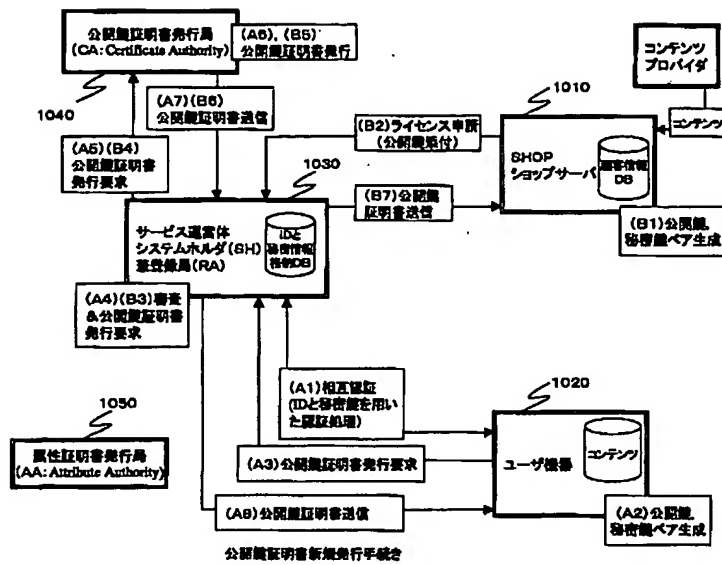 公開鍵証明書発行局
(CA: Certificate Authority)
(A6), (B5)
公開鍵証明書発行
コンテンツ
プロバイダ
1040
(A7)(B6)
公開鍵証明書送信
1010
(B2)ライセンス申請
(公開鍵添付)
コンテンツ
(A5)(B4)
公開鍵証明書
発行要求
1030
SHOP
ショップサーバ
顧客情報
DB
(B7)公開鍵
証明書送信
サービス運営体
システムホルダ(SH)
兼登録局(RA)
IDと
秘密情報
格納DB
(B1)公開鍵,
秘密鍵ペア生成
(A4)(B3)審査
&公開鍵証明書
発行要求
1050
(A1)相互認証
(IDと秘密鍵を用い
た認証処理)
1020
属性証明書発行局
(AA: Attribute Authority)
(A3)公開鍵証明書発行要求
ユーザ機器
コンテンツ
(A8)公開鍵証明書送信
(A2)公開鍵,
秘密鍵ペア生成
公開鍵証明書新規発行手続き